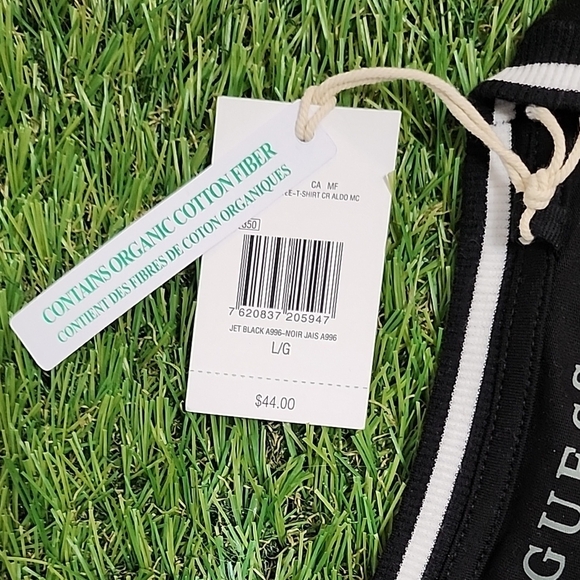 CONTAINS ORGANIC COTTON FIBER
CONTIENT DES FIBRES DE COTON ORGANIQUES
CA MF
-T-SHIRT CR ALDO MC
7 620837 205947
JET BLACK A996-NOIR JAIS A996
L/G
$44.00
GUESS